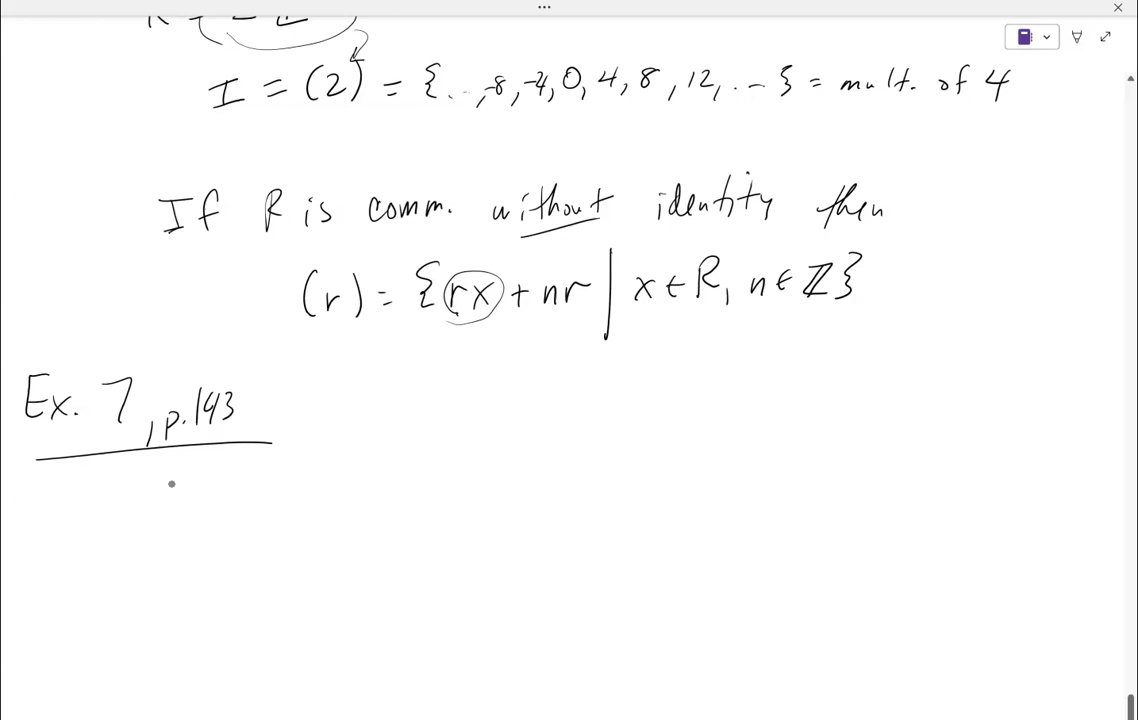 I = (2) = {..., -8, -4, 0, 4, 8, 12, ...} = mult. of 4
If R is comm. without identity then
(r) = {rx + nr | x ∈ R, n ∈ ℤ}
Ex. 7, p.143